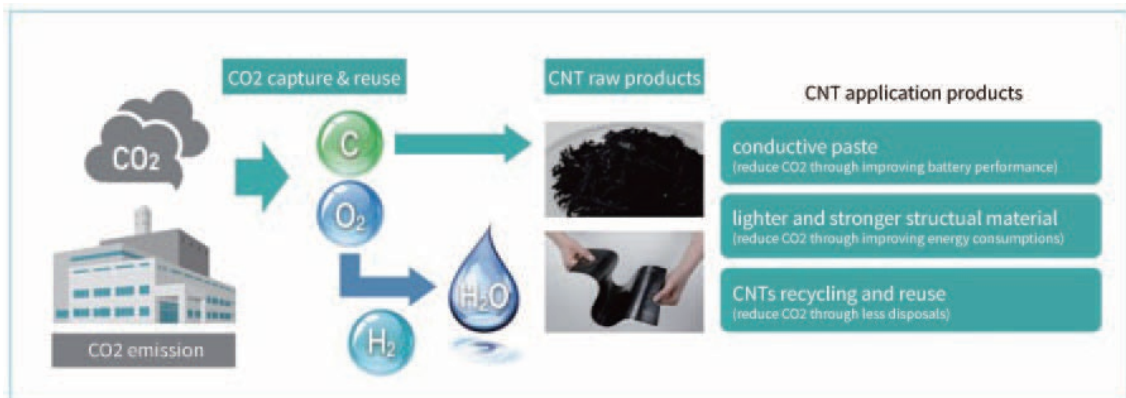 CO2 capture & reuse
CNT raw products
CNT application products
CO2
C
O2
H2O
H2
CO2 emission
conductive paste
(reduce CO2 through improving battery performance)
lighter and stronger structual material
(reduce CO2 through improving energy consumptions)
CNTs recycling and reuse
(reduce CO2 through less disposals)